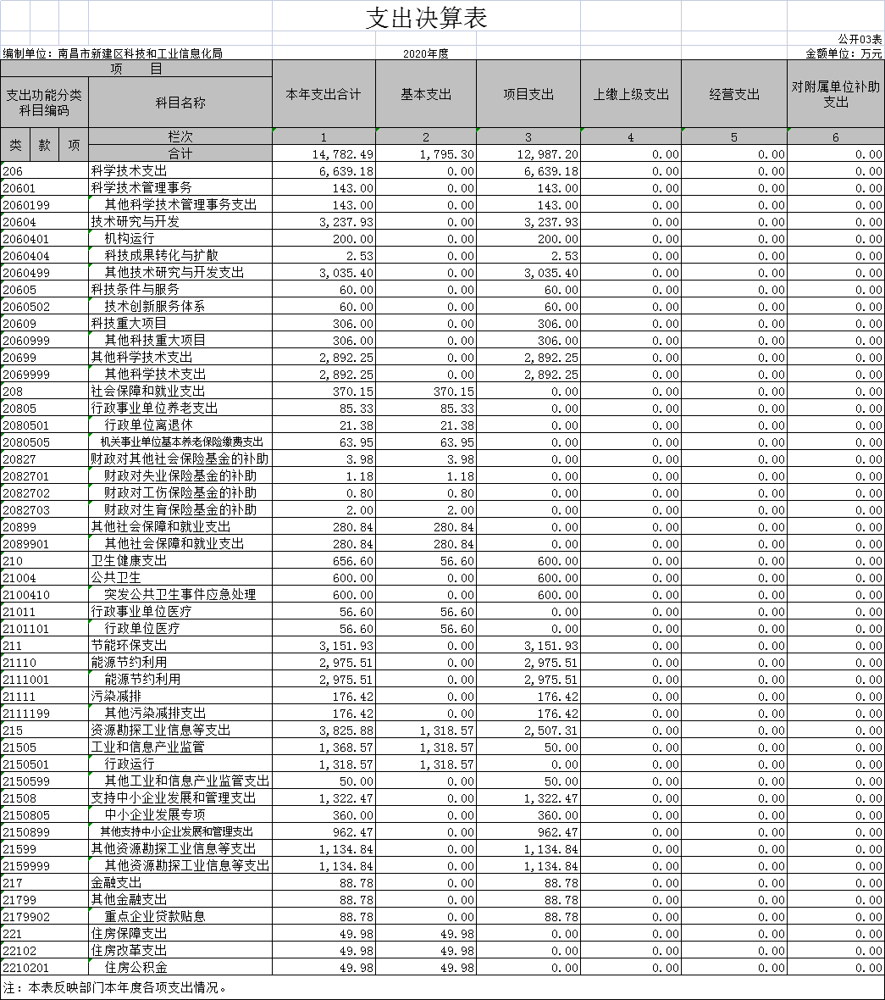 支出决算表
公开03表
编制单位：南昌市新建区科技和工业信息化局 2020年度 金额单位：万元
项 目 本年支出合计 基本支出 项目支出 上缴上级支出 经营支出 对附属单位补助支出
支出功能分类科目编码 科目名称
类 款 项 栏次 1 2 3 4 5 6
合计 14,782.49 1,795.30 12,987.20 0.00 0.00 0.00
206 科学技术支出 6,639.18 0.00 6,639.18 0.00 0.00 0.00
20601 科学技术管理事务 143.00 0.00 143.00 0.00 0.00 0.00
2060199 其他科学技术管理事务支出 143.00 0.00 143.00 0.00 0.00 0.00
20604 技术研究与开发 3,237.93 0.00 3,237.93 0.00 0.00 0.00
2060401 机构运行 200.00 0.00 200.00 0.00 0.00 0.00
2060404 科技成果转化与扩散 2.53 0.00 2.53 0.00 0.00 0.00
2060499 其他技术研究与开发支出 3,035.40 0.00 3,035.40 0.00 0.00 0.00
20605 科技条件与服务 60.00 0.00 60.00 0.00 0.00 0.00
2060502 技术创新服务体系 60.00 0.00 60.00 0.00 0.00 0.00
20609 科技重大项目 306.00 0.00 306.00 0.00 0.00 0.00
2060999 其他科技重大项目 306.00 0.00 306.00 0.00 0.00 0.00
20699 其他科学技术支出 2,892.25 0.00 2,892.25 0.00 0.00 0.00
2069999 其他科学技术支出 2,892.25 0.00 2,892.25 0.00 0.00 0.00
208 社会保障和就业支出 370.15 370.15 0.00 0.00 0.00 0.00
20805 行政事业单位养老支出 85.33 85.33 0.00 0.00 0.00 0.00
2080501 行政单位离退休 21.38 21.38 0.00 0.00 0.00 0.00
2080505 机关事业单位基本养老保险缴费支出 63.95 63.95 0.00 0.00 0.00 0.00
20827 财政对其他社会保险基金的补助 3.98 3.98 0.00 0.00 0.00 0.00
2082701 财政对失业保险基金的补助 1.18 1.18 0.00 0.00 0.00 0.00
2082702 财政对工伤保险基金的补助 0.80 0.80 0.00 0.00 0.00 0.00
2082703 财政对生育保险基金的补助 2.00 2.00 0.00 0.00 0.00 0.00
20899 其他社会保障和就业支出 280.84 280.84 0.00 0.00 0.00 0.00
2089901 其他社会保障和就业支出 280.84 280.84 0.00 0.00 0.00 0.00
210 卫生健康支出 656.60 56.60 600.00 0.00 0.00 0.00
21004 公共卫生 600.00 0.00 600.00 0.00 0.00 0.00
2100410 突发公共卫生事件应急处理 600.00 0.00 600.00 0.00 0.00 0.00
21011 行政事业单位医疗 56.60 56.60 0.00 0.00 0.00 0.00
2101101 行政单位医疗 56.60 56.60 0.00 0.00 0.00 0.00
211 节能环保支出 3,151.93 0.00 3,151.93 0.00 0.00 0.00
21110 能源节约利用 2,975.51 0.00 2,975.51 0.00 0.00 0.00
2111001 能源节约利用 2,975.51 0.00 2,975.51 0.00 0.00 0.00
21111 污染减排 176.42 0.00 176.42 0.00 0.00 0.00
2111199 其他污染减排支出 176.42 0.00 176.42 0.00 0.00 0.00
215 资源勘探工业信息等支出 3,825.88 1,318.57 2,507.31 0.00 0.00 0.00
21505 工业和信息产业监管 1,368.57 1,318.57 50.00 0.00 0.00 0.00
2150501 行政运行 1,318.57 1,318.57 0.00 0.00 0.00 0.00
2150599 其他工业和信息产业监管支出 50.00 0.00 50.00 0.00 0.00 0.00
21508 支持中小企业发展和管理支出 1,322.47 0.00 1,322.47 0.00 0.00 0.00
2150805 中小企业发展专项 360.00 0.00 360.00 0.00 0.00 0.00
2150899 其他支持中小企业发展和管理支出 962.47 0.00 962.47 0.00 0.00 0.00
21599 其他资源勘探工业信息等支出 1,134.84 0.00 1,134.84 0.00 0.00 0.00
2159999 其他资源勘探工业信息等支出 1,134.84 0.00 1,134.84 0.00 0.00 0.00
217 金融支出 88.78 0.00 88.78 0.00 0.00 0.00
21799 其他金融支出 88.78 0.00 88.78 0.00 0.00 0.00
2179902 重点企业贷款贴息 88.78 0.00 88.78 0.00 0.00 0.00
221 住房保障支出 49.98 49.98 0.00 0.00 0.00 0.00
22102 住房改革支出 49.98 49.98 0.00 0.00 0.00 0.00
2210201 住房公积金 49.98 49.98 0.00 0.00 0.00 0.00
注：本表反映部门本年度各项支出情况。